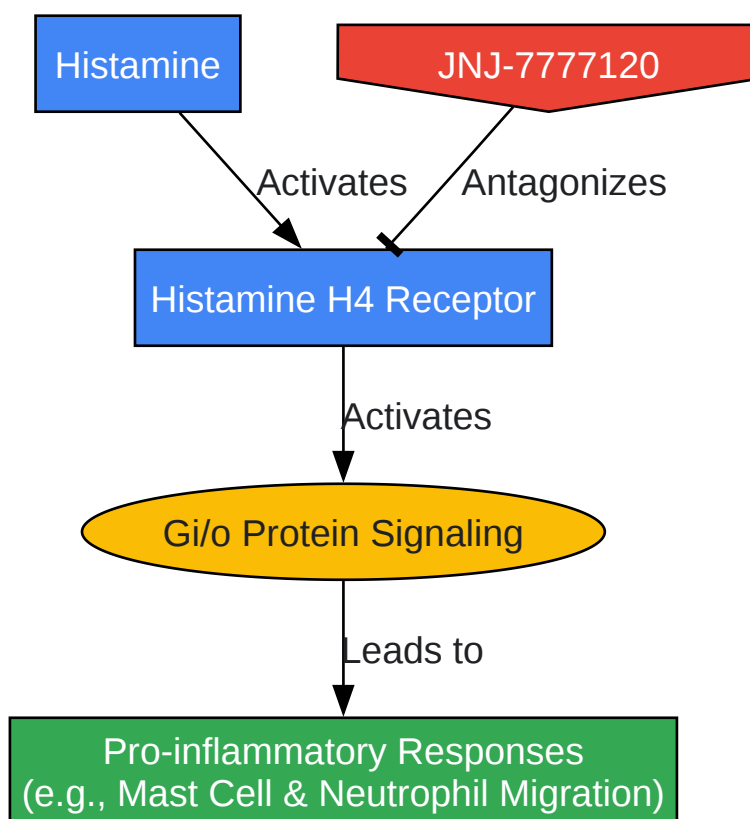 Histamine
JNJ-7777120
Activates
Antagonizes
Histamine H4 Receptor
Activates
Gi/o Protein Signaling
Leads to
Pro-inflammatory Responses
(e.g., Mast Cell & Neutrophil Migration)